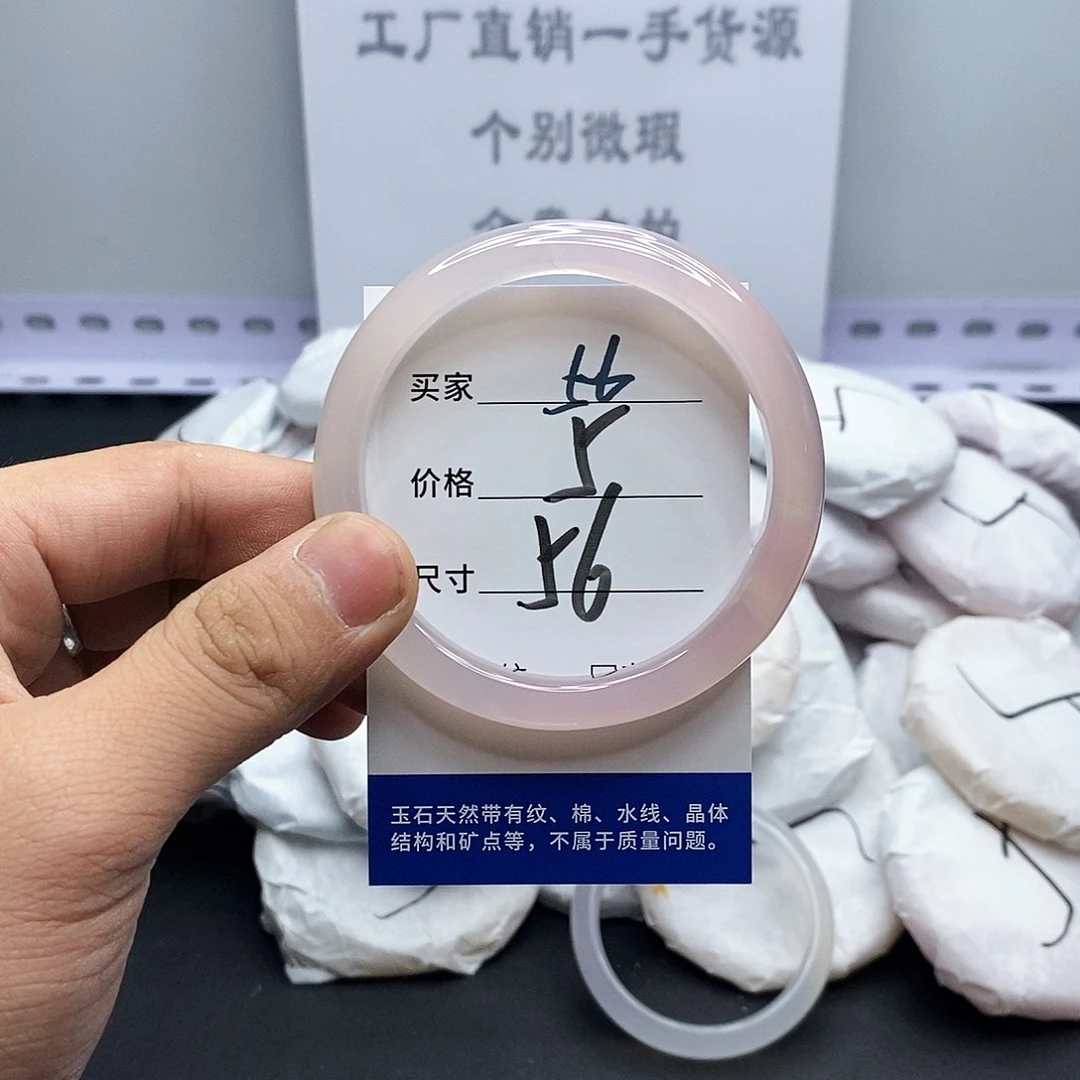 工厂直销一手货源
个别微瑕
买家
价格 5
尺寸 56
玉石天然带有纹、棉、水线、晶体
结构和矿点等，不属于质量问题。